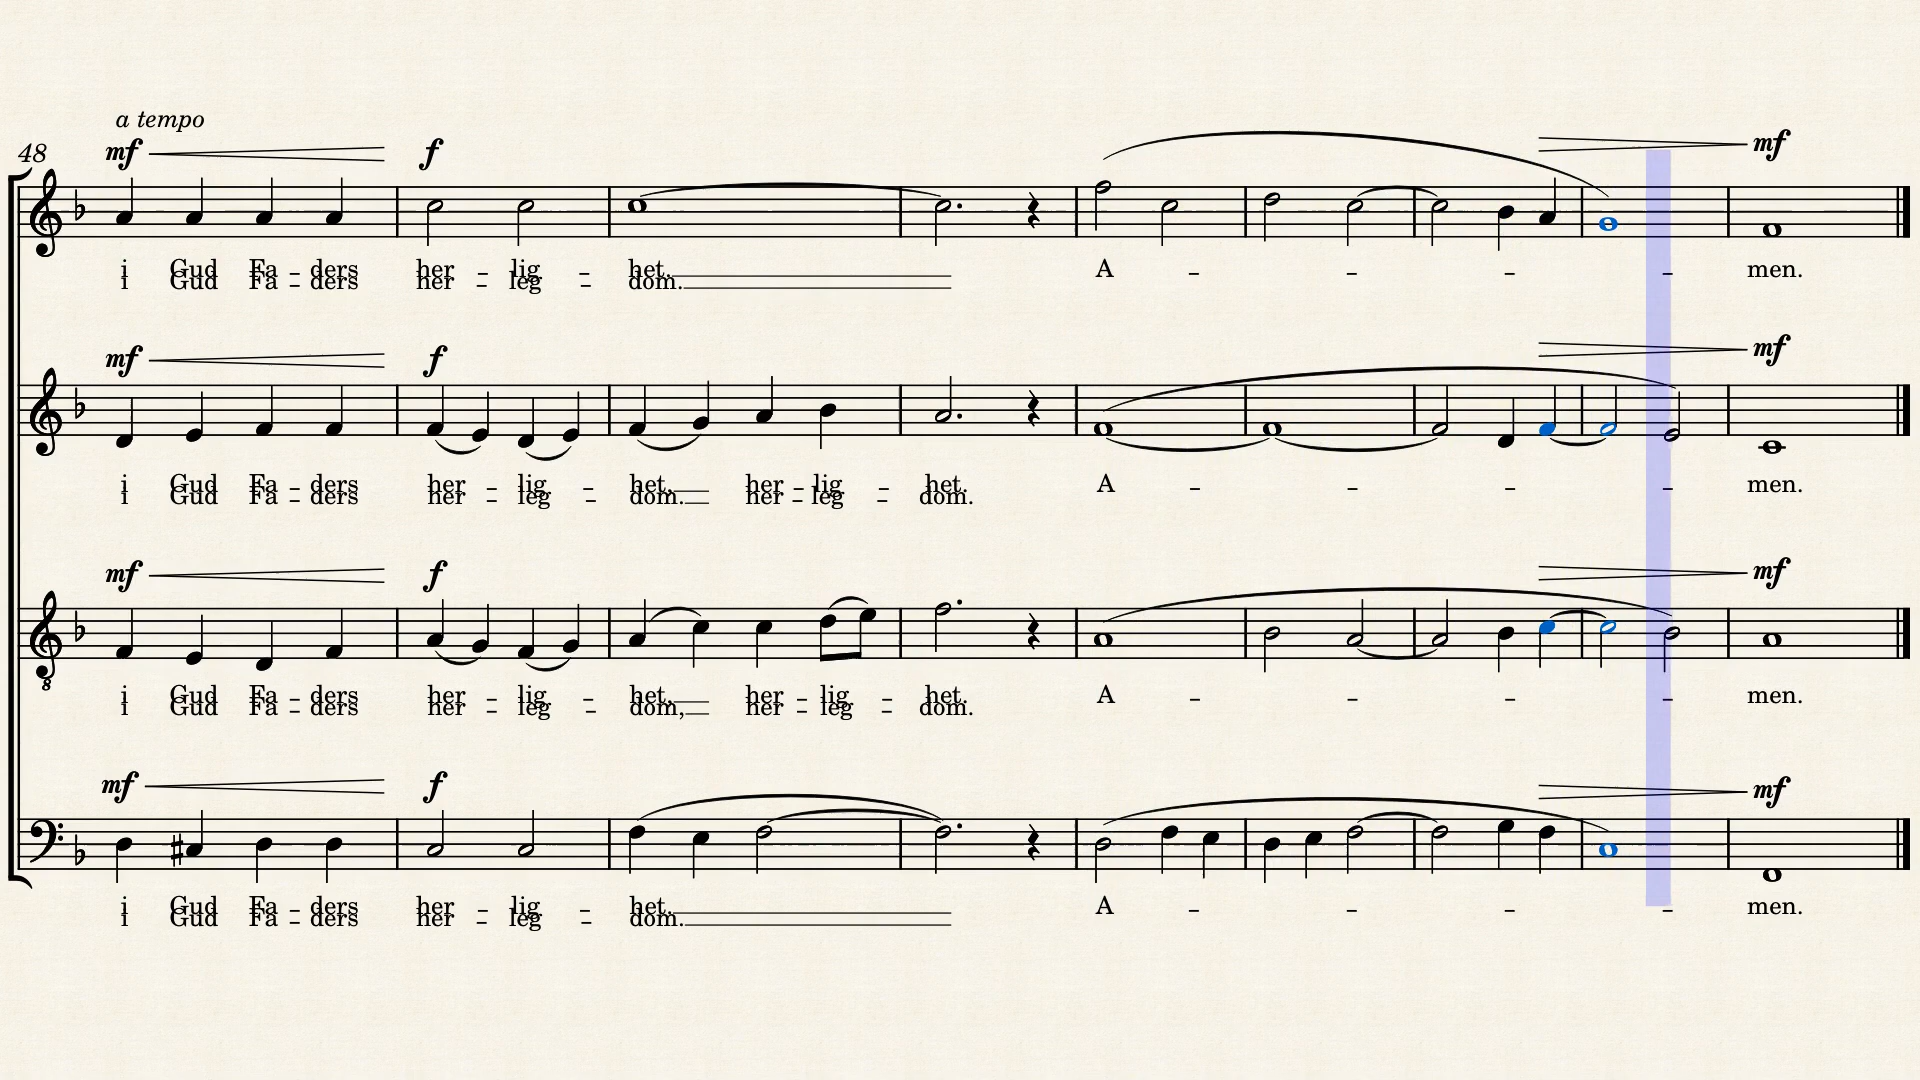 a tempo
48 mf f mf
i Gud Fa – ders her – lig – het. A – – – – men.
i Gud Fa – ders her – leg – dom.
mf f mf
i Gud Fa – ders her – lig – het, her – lig – het. A – – – – men.
i Gud Fa – ders her – leg – dom. her – leg – dom.
mf f mf
8
i Gud Fa – ders her – lig – het, her – lig – het. A – – – – men.
i Gud Fa – ders her – leg – dom, her – leg – dom.
mf f mf
i Gud Fa – ders her – lig – het. A – – – – men.
i Gud Fa – ders her – leg – dom.